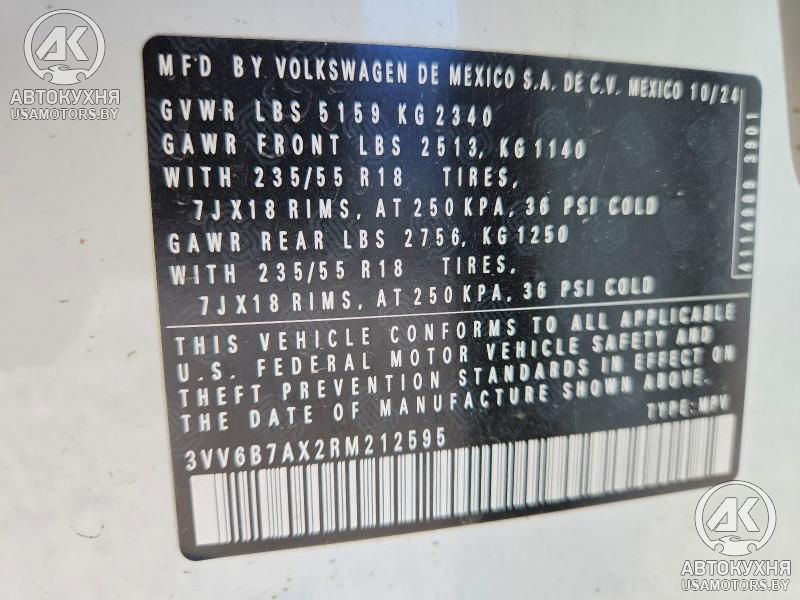 AK
АВТОКУХНЯ
USAMOTORS.BY
MFD BY VOLKSWAGEN DE MEXICO S.A. DE C.V. MEXICO 10/24
GVWR LBS 5159 KG 2340
GAWR FRONT LBS 2513, KG 1140
WITH 235/55 R18 TIRES,
7JX18 RIMS, AT 250 KPA, 36 PSI COLD
GAWR REAR LBS 2756, KG 1250
WITH 235/55 R18 TIRES,
7JX18 RIMS, AT 250 KPA, 36 PSI COLD
4114989 3901
THIS VEHICLE CONFORMS TO ALL APPLICABLE
U.S. FEDERAL MOTOR VEHICLE SAFETY AND
THEFT PREVENTION STANDARDS IN EFFECT ON
THE DATE OF MANUFACTURE SHOWN ABOVE.
TYPE: MPV
3VV6B7AX2RM212595
AK
АВТОКУХНЯ
USAMOTORS.BY